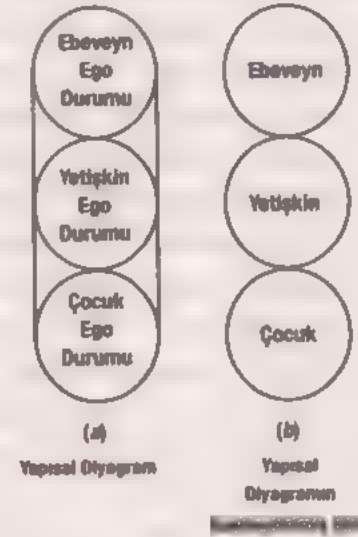 Ebeveyn
Ego
Durumu
Yetişkin
Ego
Durumu
Çocuk
Ego
Durumu
(a)
Yapısal Diyagram
Ebeveyn
Yetişkin
Çocuk
(b)
Yapısal
Diyagramın